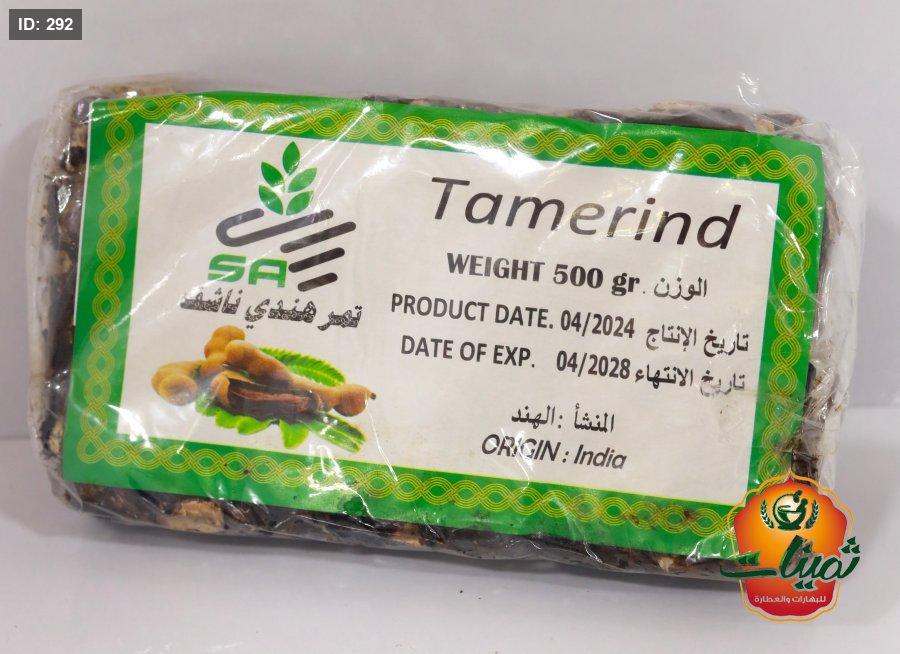 ID: 292
SA
تمر هندي ناشف
Tamerind
WEIGHT 500 gr. الوزن
PRODUCT DATE. 04/2024 تاريخ الإنتاج
DATE OF EXP. 04/2028 تاريخ الانتهاء
المنشأ : الهند
ORIGIN : India
للبهارات والعطارة